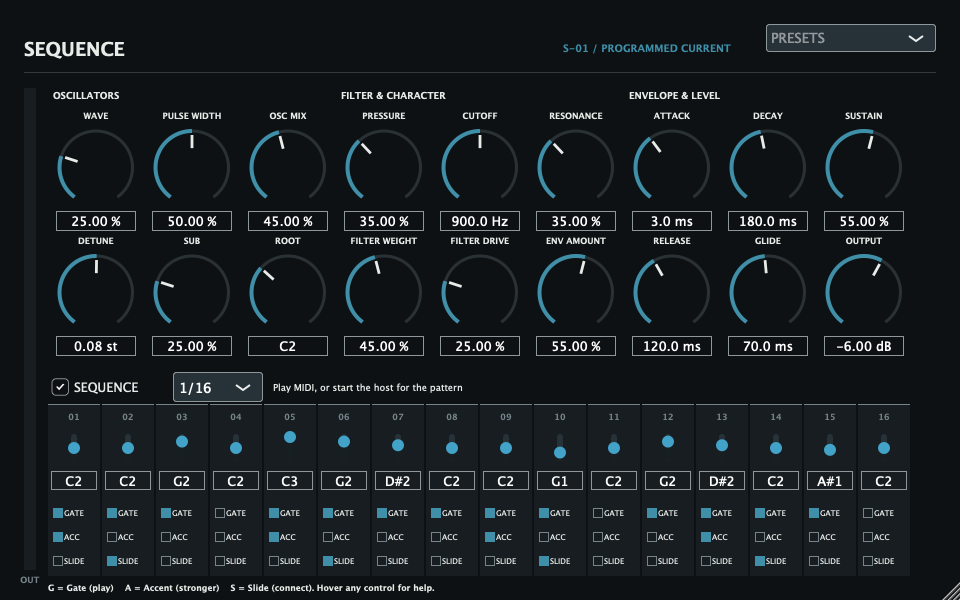 SEQUENCE
S-01 / PROGRAMMED CURRENT
PRESETS
OSCILLATORS FILTER & CHARACTER ENVELOPE & LEVEL
WAVE PULSE WIDTH OSC MIX PRESSURE CUTOFF RESONANCE ATTACK DECAY SUSTAIN
25.00 % 50.00 % 45.00 % 35.00 % 900.0 Hz 35.00 % 3.0 ms 180.0 ms 55.00 %
DETUNE SUB ROOT FILTER WEIGHT FILTER DRIVE ENV AMOUNT RELEASE GLIDE OUTPUT
0.08 st 25.00 % C2 45.00 % 25.00 % 55.00 % 120.0 ms 70.0 ms -6.00 dB
SEQUENCE 1/16 Play MIDI, or start the host for the pattern
01 02 03 04 05 06 07 08 09 10 11 12 13 14 15 16
C2 C2 G2 C2 C3 G2 D#2 C2 C2 G1 C2 G2 D#2 C2 A#1 C2
GATE GATE GATE GATE GATE GATE GATE GATE GATE GATE GATE GATE GATE GATE GATE GATE
ACC ACC ACC ACC ACC ACC ACC ACC ACC ACC ACC ACC ACC ACC ACC ACC
SLIDE SLIDE SLIDE SLIDE SLIDE SLIDE SLIDE SLIDE SLIDE SLIDE SLIDE SLIDE SLIDE SLIDE SLIDE SLIDE
OUT
G = Gate (play) A = Accent (stronger) S = Slide (connect). Hover any control for help.